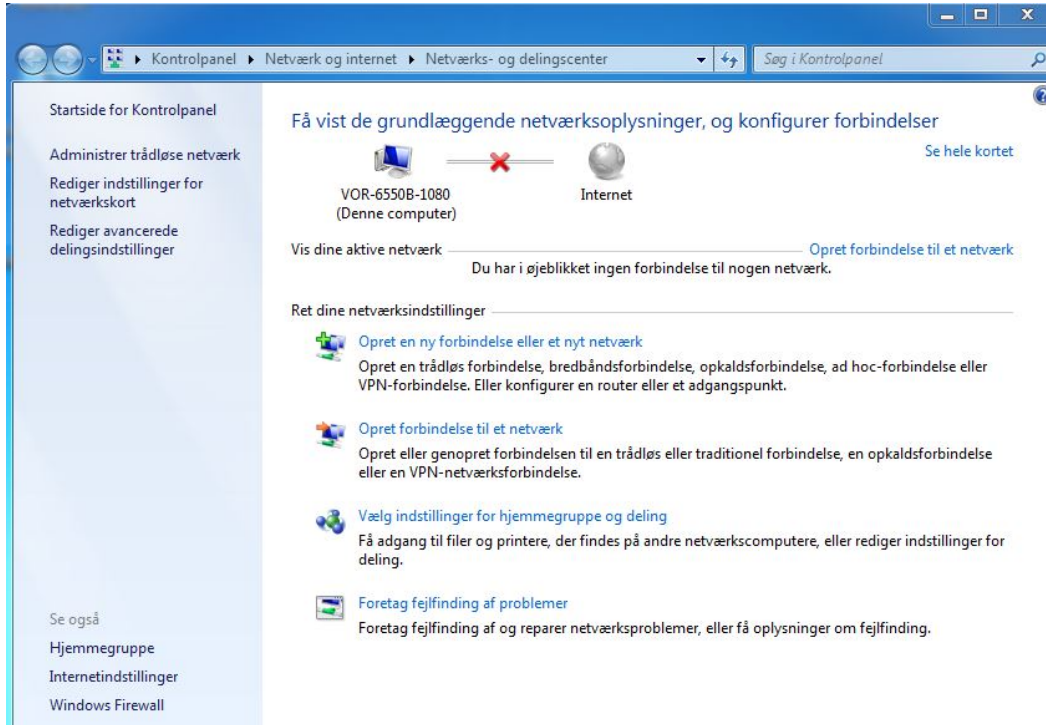 Kontrolpanel ▸ Netværk og internet ▸ Netværks- og delingscenter
Søg i Kontrolpanel
Startside for Kontrolpanel
Administrer trådløse netværk
Rediger indstillinger for
netværkskort
Rediger avancerede
delingsindstillinger
Se også
Hjemmegruppe
Internetindstillinger
Windows Firewall
Få vist de grundlæggende netværksoplysninger, og konfigurer forbindelser
Se hele kortet
VOR-6550B-1080
(Denne computer)
Internet
Vis dine aktive netværk
Opret forbindelse til et netværk
Du har i øjeblikket ingen forbindelse til nogen netværk.
Ret dine netværksindstillinger
Opret en ny forbindelse eller et nyt netværk
Opret en trådløs forbindelse, bredbåndsforbindelse, opkaldsforbindelse, ad hoc-forbindelse eller
VPN-forbindelse. Eller konfigurer en router eller et adgangspunkt.
Opret forbindelse til et netværk
Opret eller genopret forbindelsen til en trådløs eller traditionel forbindelse, en opkaldsforbindelse
eller en VPN-netværksforbindelse.
Vælg indstillinger for hjemmegruppe og deling
Få adgang til filer og printere, der findes på andre netværkscomputere, eller rediger indstillinger for
deling.
Foretag fejlfinding af problemer
Foretag fejlfinding af og reparer netværksproblemer, eller få oplysninger om fejlfinding.